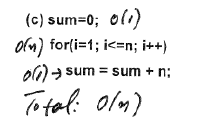 (c) sum=0; O(1)
O(n) for(i=1; i<=n; i++)
O(1) → sum = sum + n;
Total: O(n)